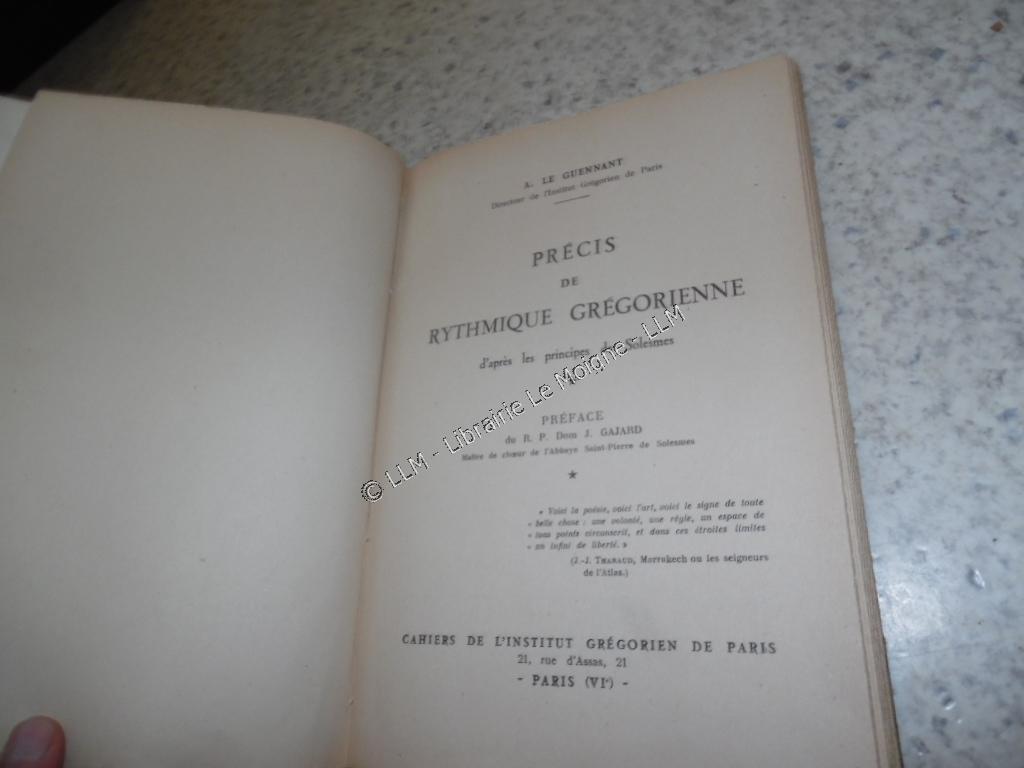 A. LE GUENNANT
Directeur de l'Institut Grégorien de Paris
PRÉCIS
DE
RYTHMIQUE GRÉGORIENNE
d'après les principes de Solesmes
PRÉFACE
du R. P. Dom J. GAJARD
Maître de chœur de l'Abbaye Saint-Pierre de Solesmes
*
« Voici la poésie, voici l'art, voici le signe de toute
« belle chose : une volonté, une règle, un espace de
« tous points circonscrit, et dans ces étroites limites
« un infini de liberté. »
(J.-J. THARAUD, Marrakech ou les seigneurs
de l'Atlas.)
CAHIERS DE L'INSTITUT GRÉGORIEN DE PARIS
21, rue d'Assas, 21
- PARIS (VIe) -
© LLM - Librairie Le Moigne - LLM